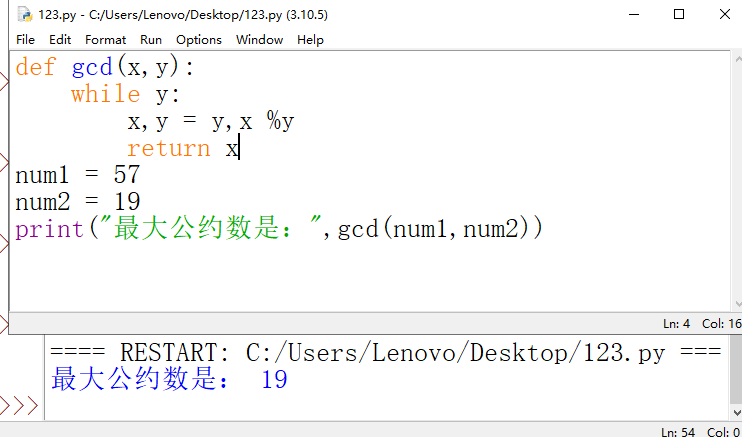 123.py - C:/Users/Lenovo/Desktop/123.py (3.10.5)
File Edit Format Run Options Window Help
def gcd(x,y):
    while y:
        x,y = y,x %y
        return x
num1 = 57
num2 = 19
print("最大公约数是：",gcd(num1,num2))
Ln: 4 Col: 16
==== RESTART: C:/Users/Lenovo/Desktop/123.py ===
最大公约数是： 19
>>>
Ln: 54 Col: 0